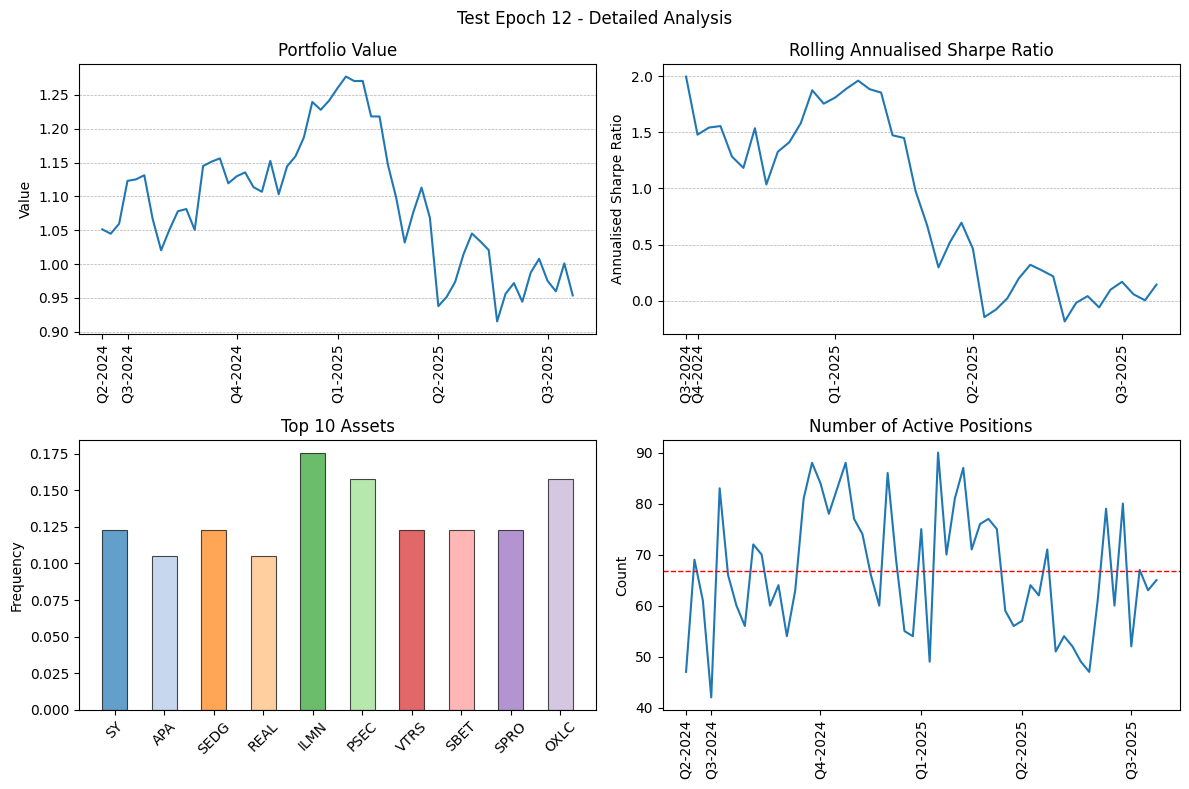 Test Epoch 12 - Detailed Analysis
Portfolio Value
Value
1.25
1.20
1.15
1.10
1.05
1.00
0.95
0.90
Q2-2024
Q3-2024
Q4-2024
Q1-2025
Q2-2025
Q3-2025
Rolling Annualised Sharpe Ratio
Annualised Sharpe Ratio
2.0
1.5
1.0
0.5
0.0
Q3-2024
Q4-2024
Q1-2025
Q2-2025
Q3-2025
Top 10 Assets
Frequency
0.175
0.150
0.125
0.100
0.075
0.050
0.025
0.000
SY
APA
SEDG
REAL
ILMN
PSEC
VTRS
SBET
SPRO
OXLC
Number of Active Positions
Count
90
80
70
60
50
40
Q2-2024
Q3-2024
Q4-2024
Q1-2025
Q2-2025
Q3-2025